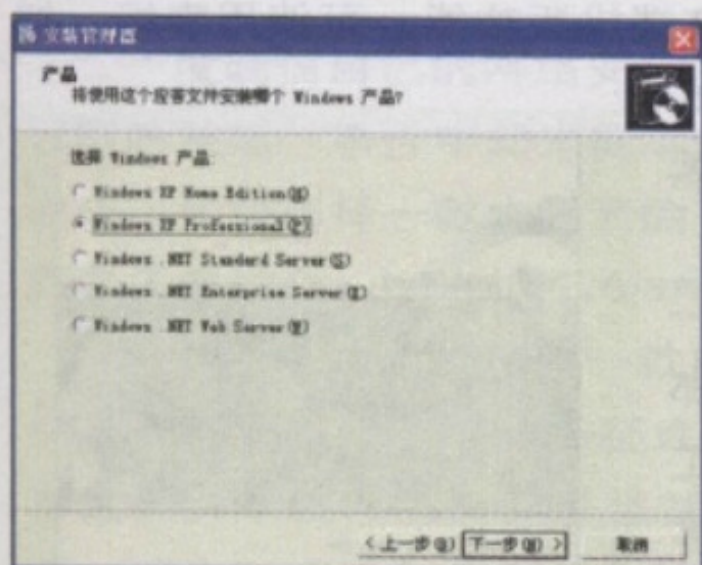 安装管理器
产品
将使用这个应答文件安装哪个 Windows 产品?
选择 Windows 产品:
Windows XP Home Edition(H)
Windows XP Professional(P)
Windows .NET Standard Server(S)
Windows .NET Enterprise Server(E)
Windows .NET Web Server(W)
<上一步(B) 下一步(N) > 取消